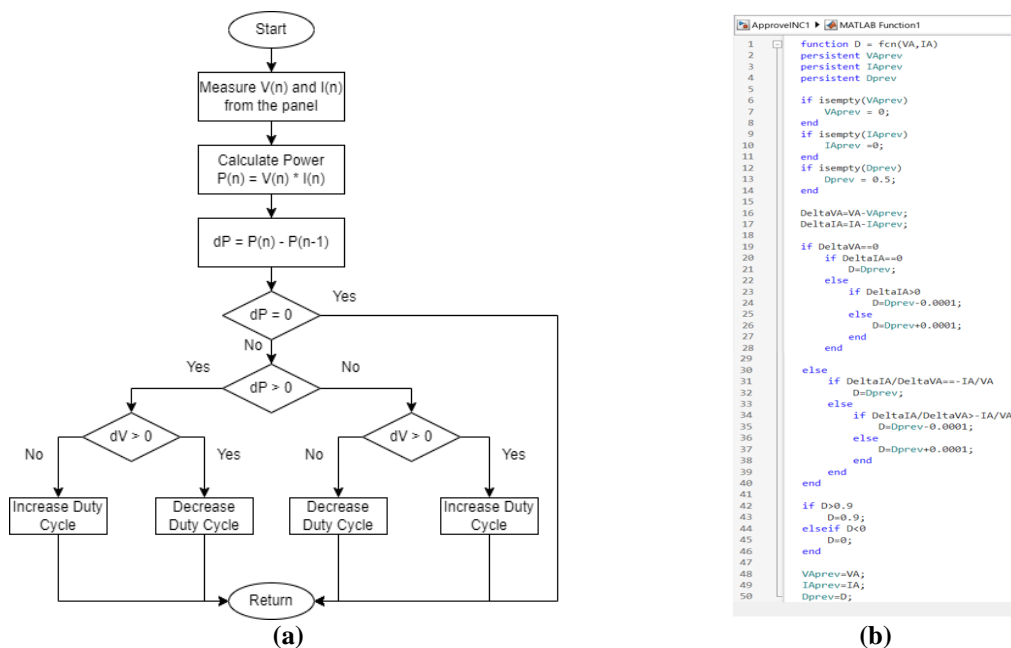 Start
Measure V(n) and I(n)
from the panel
Calculate Power
P(n) = V(n) * I(n)
dP = P(n) - P(n-1)
Yes
dP = 0
No
Yes
No
dP > 0
dV > 0
dV > 0
No
Yes
No
Yes
Increase Duty
Cycle
Decrease
Duty Cycle
Decrease
Duty Cycle
Increase Duty
Cycle
Return
(a)
ApproveINC1 ▶ MATLAB Function1
1 function D = fcn(VA,IA)
2 persistent VAprev
3 persistent IAprev
4 persistent Dprev
5
6 if isempty(VAprev)
7 VAprev = 0;
8 end
9 if isempty(IAprev)
10 IAprev =0;
11 end
12 if isempty(Dprev)
13 Dprev = 0.5;
14 end
15
16 DeltaVA=VA-VAprev;
17 DeltaIA=IA-IAprev;
18
19 if DeltaVA==0
20 if DeltaIA==0
21 D=Dprev;
22 else
23 if DeltaIA>0
24 D=Dprev-0.0001;
25 else
26 D=Dprev+0.0001;
27 end
28 end
29
30 else
31 if DeltaIA/DeltaVA==-IA/VA
32 D=Dprev;
33 else
34 if DeltaIA/DeltaVA>-IA/VA
35 D=Dprev-0.0001;
36 else
37 D=Dprev+0.0001;
38 end
39 end
40 end
41
42 if D>0.9
43 D=0.9;
44 elseif D<0
45 D=0;
46 end
47
48 VAprev=VA;
49 IAprev=IA;
50 Dprev=D;
(b)